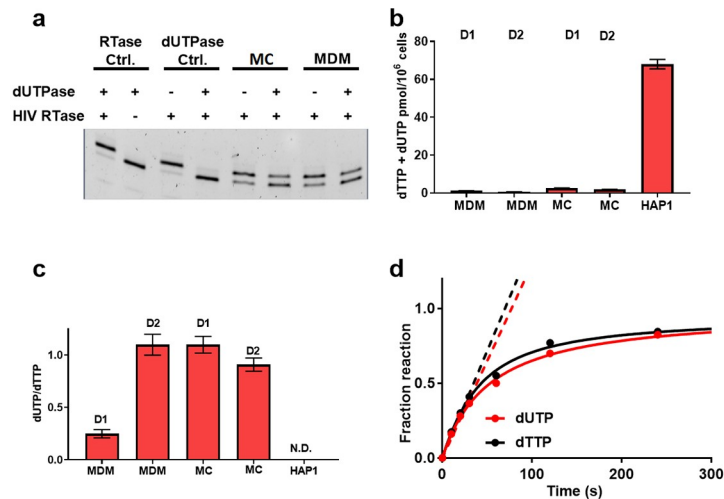 a
RTase Ctrl.
dUTPase Ctrl.
MC
MDM
dUTPase + + - + - + - +
HIV RTase + - + + + + + +
b
dTTP + dUTP pmol/10⁶ cells
80
60
40
20
0
D1 D2 D1 D2
MDM MDM MC MC HAP1
c
dUTP/dTTP
1.0
0.5
0.0
D1 D2 D1 D2 N.D.
MDM MDM MC MC HAP1
d
Fraction reaction
1.0
0.5
0.0
dUTP
dTTP
0 100 200 300
Time (s)